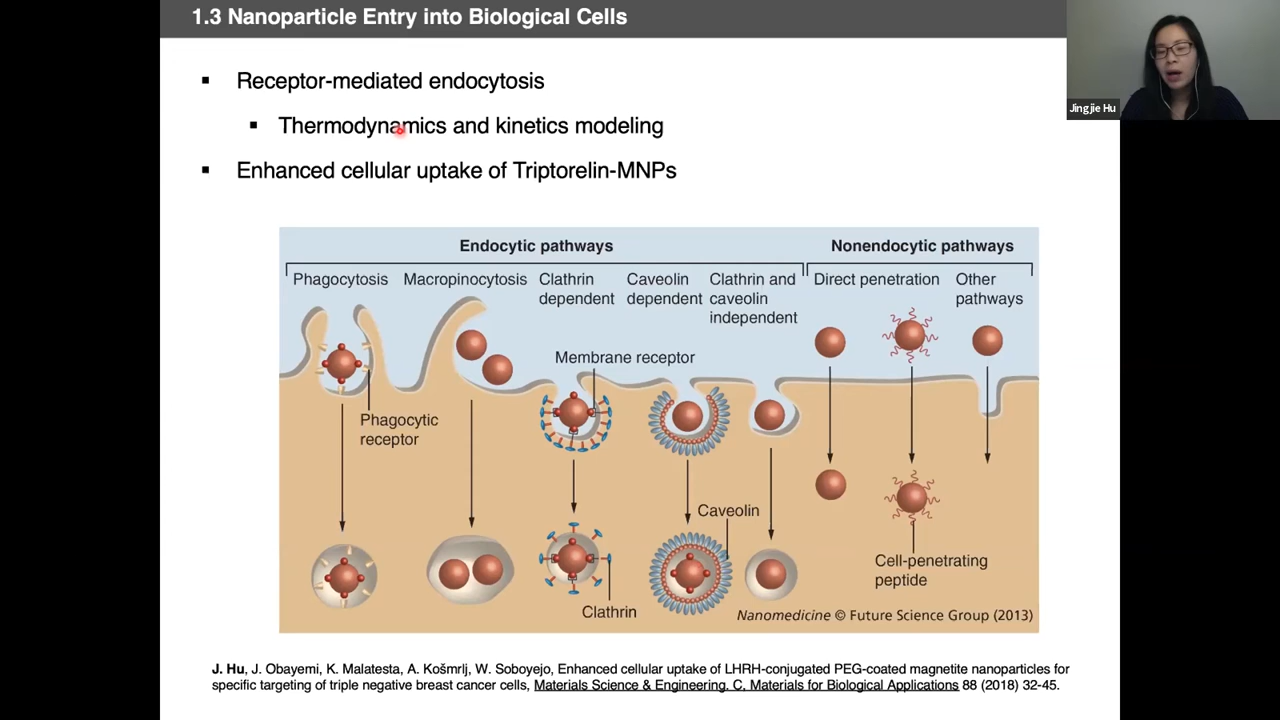 1.3 Nanoparticle Entry into Biological Cells
Jingjie Hu
Receptor-mediated endocytosis
Thermodynamics and kinetics modeling
Enhanced cellular uptake of Triptorelin-MNPs
Endocytic pathways
Nonendocytic pathways
Phagocytosis
Macropinocytosis
Clathrin
dependent
Caveolin
dependent
Clathrin and
caveolin
independent
Direct penetration
Other
pathways
Membrane receptor
Phagocytic
receptor
Caveolin
Cell-penetrating
peptide
Clathrin
Nanomedicine © Future Science Group (2013)
J. Hu, J. Obayemi, K. Malatesta, A. Košmrlj, W. Soboyejo, Enhanced cellular uptake of LHRH-conjugated PEG-coated magnetite nanoparticles for
specific targeting of triple negative breast cancer cells, Materials Science & Engineering. C, Materials for Biological Applications 88 (2018) 32-45.